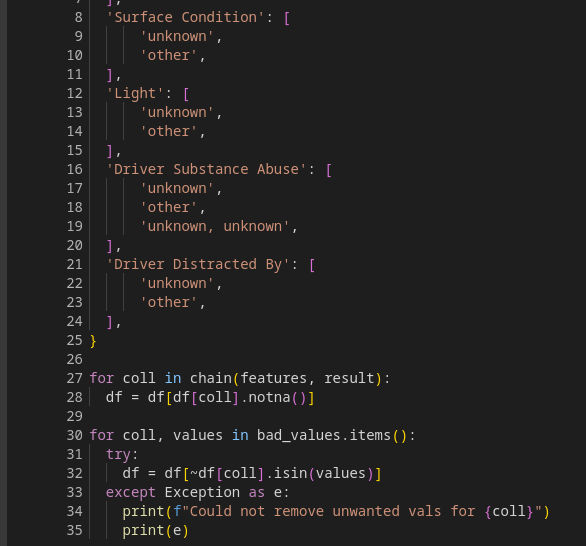 8 'Surface Condition': [
9 'unknown',
10 'other',
11 ],
12 'Light': [
13 'unknown',
14 'other',
15 ],
16 'Driver Substance Abuse': [
17 'unknown',
18 'other',
19 'unknown, unknown',
20 ],
21 'Driver Distracted By': [
22 'unknown',
23 'other',
24 ],
25 }
26
27 for coll in chain(features, result):
28 df = df[df[coll].notna()]
29
30 for coll, values in bad_values.items():
31 try:
32 df = df[~df[coll].isin(values)]
33 except Exception as e:
34 print(f"Could not remove unwanted vals for {coll}")
35 print(e)